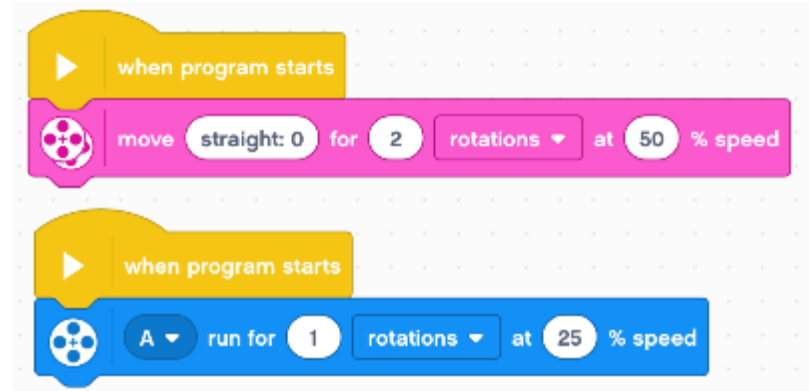 when program starts
move straight: 0 for 2 rotations at 50 % speed
when program starts
A run for 1 rotations at 25 % speed